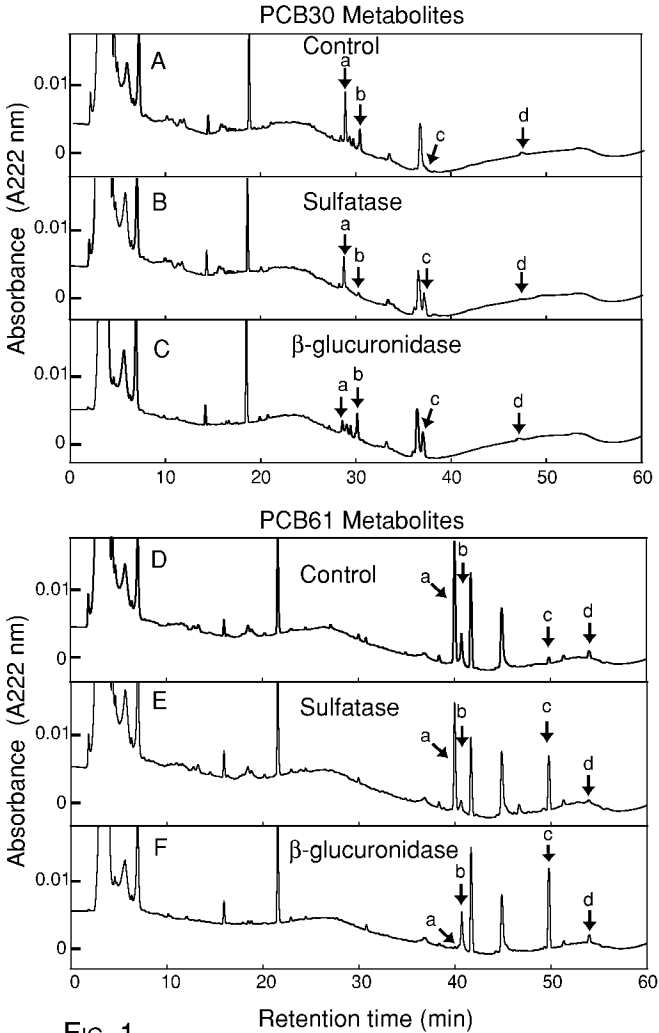 PCB30 Metabolites
Control
A
a
b
c
d
0.01
0
Sulfatase
B
a
b
c
d
0.01
0
β-glucuronidase
C
a
b
c
d
0.01
0
Absorbance (A222 nm)
0 10 20 30 40 50 60
PCB61 Metabolites
D
Control
a
b
c
d
0.01
0
E
Sulfatase
a
b
c
d
0.01
0
F
β-glucuronidase
a
b
c
d
0.01
0
Absorbance (A222 nm)
0 10 20 30 40 50 60
Retention time (min)
FIG. 1